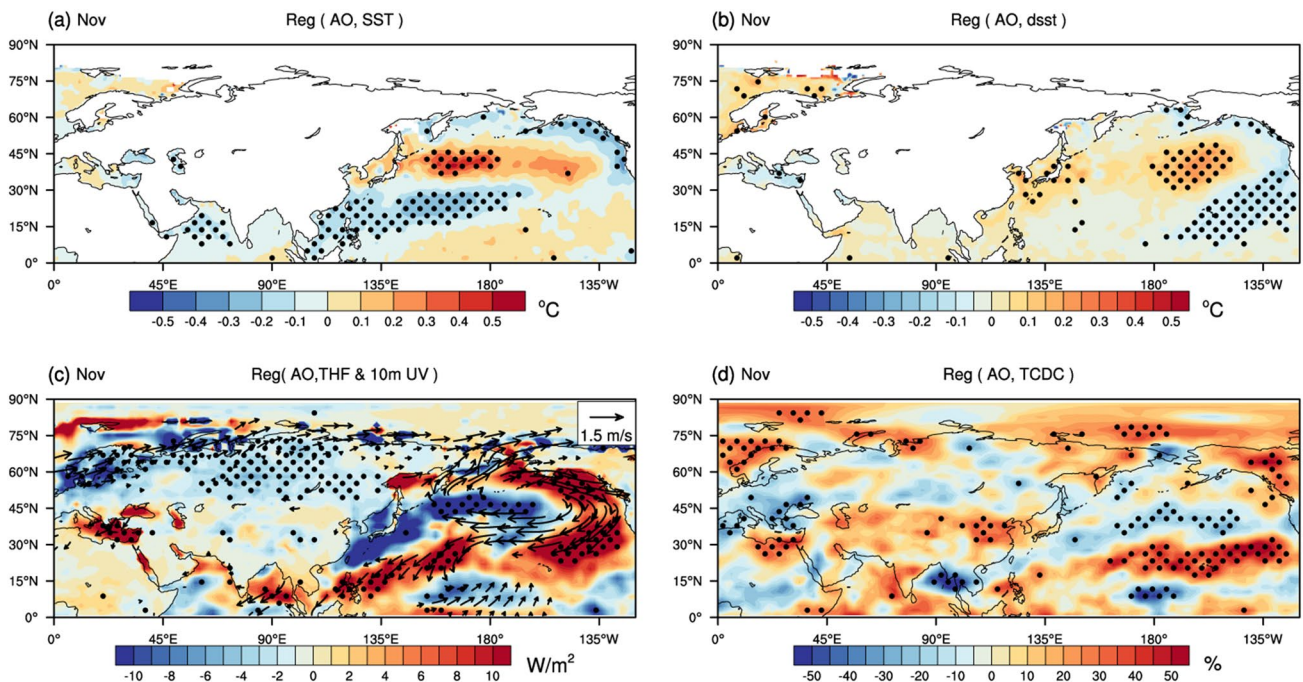 (a) Nov Reg ( AO, SST )
90°N
75°N
60°N
45°N
30°N
15°N
0°
0° 45°E 90°E 135°E 180° 135°W
-0.5 -0.4 -0.3 -0.2 -0.1 0 0.1 0.2 0.3 0.4 0.5 °C
(b) Nov Reg ( AO, dsst )
90°N
75°N
60°N
45°N
30°N
15°N
0°
0° 45°E 90°E 135°E 180° 135°W
-0.5 -0.4 -0.3 -0.2 -0.1 0 0.1 0.2 0.3 0.4 0.5 °C
(c) Nov Reg( AO,THF & 10m UV )
90°N
75°N
60°N
45°N
30°N
15°N
0°
1.5 m/s
0° 45°E 90°E 135°E 180° 135°W
-10 -8 -6 -4 -2 0 2 4 6 8 10 W/m²
(d) Nov Reg ( AO, TCDC )
90°N
75°N
60°N
45°N
30°N
15°N
0°
0° 45°E 90°E 135°E 180° 135°W
-50 -40 -30 -20 -10 0 10 20 30 40 50 %